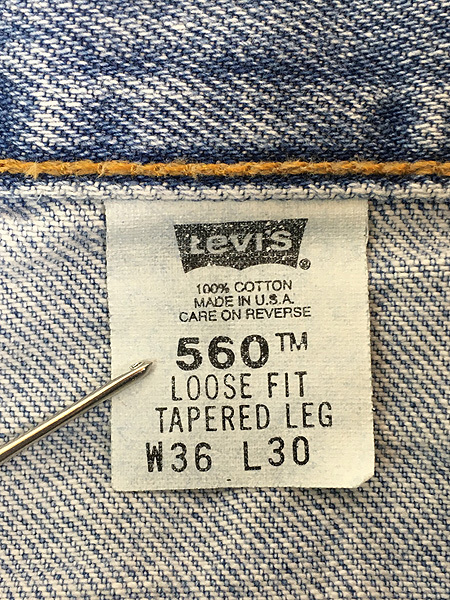 Levi's ®
100% COTTON
MADE IN U.S.A.
CARE ON REVERSE
560™
LOOSE FIT
TAPERED LEG
W36 L30